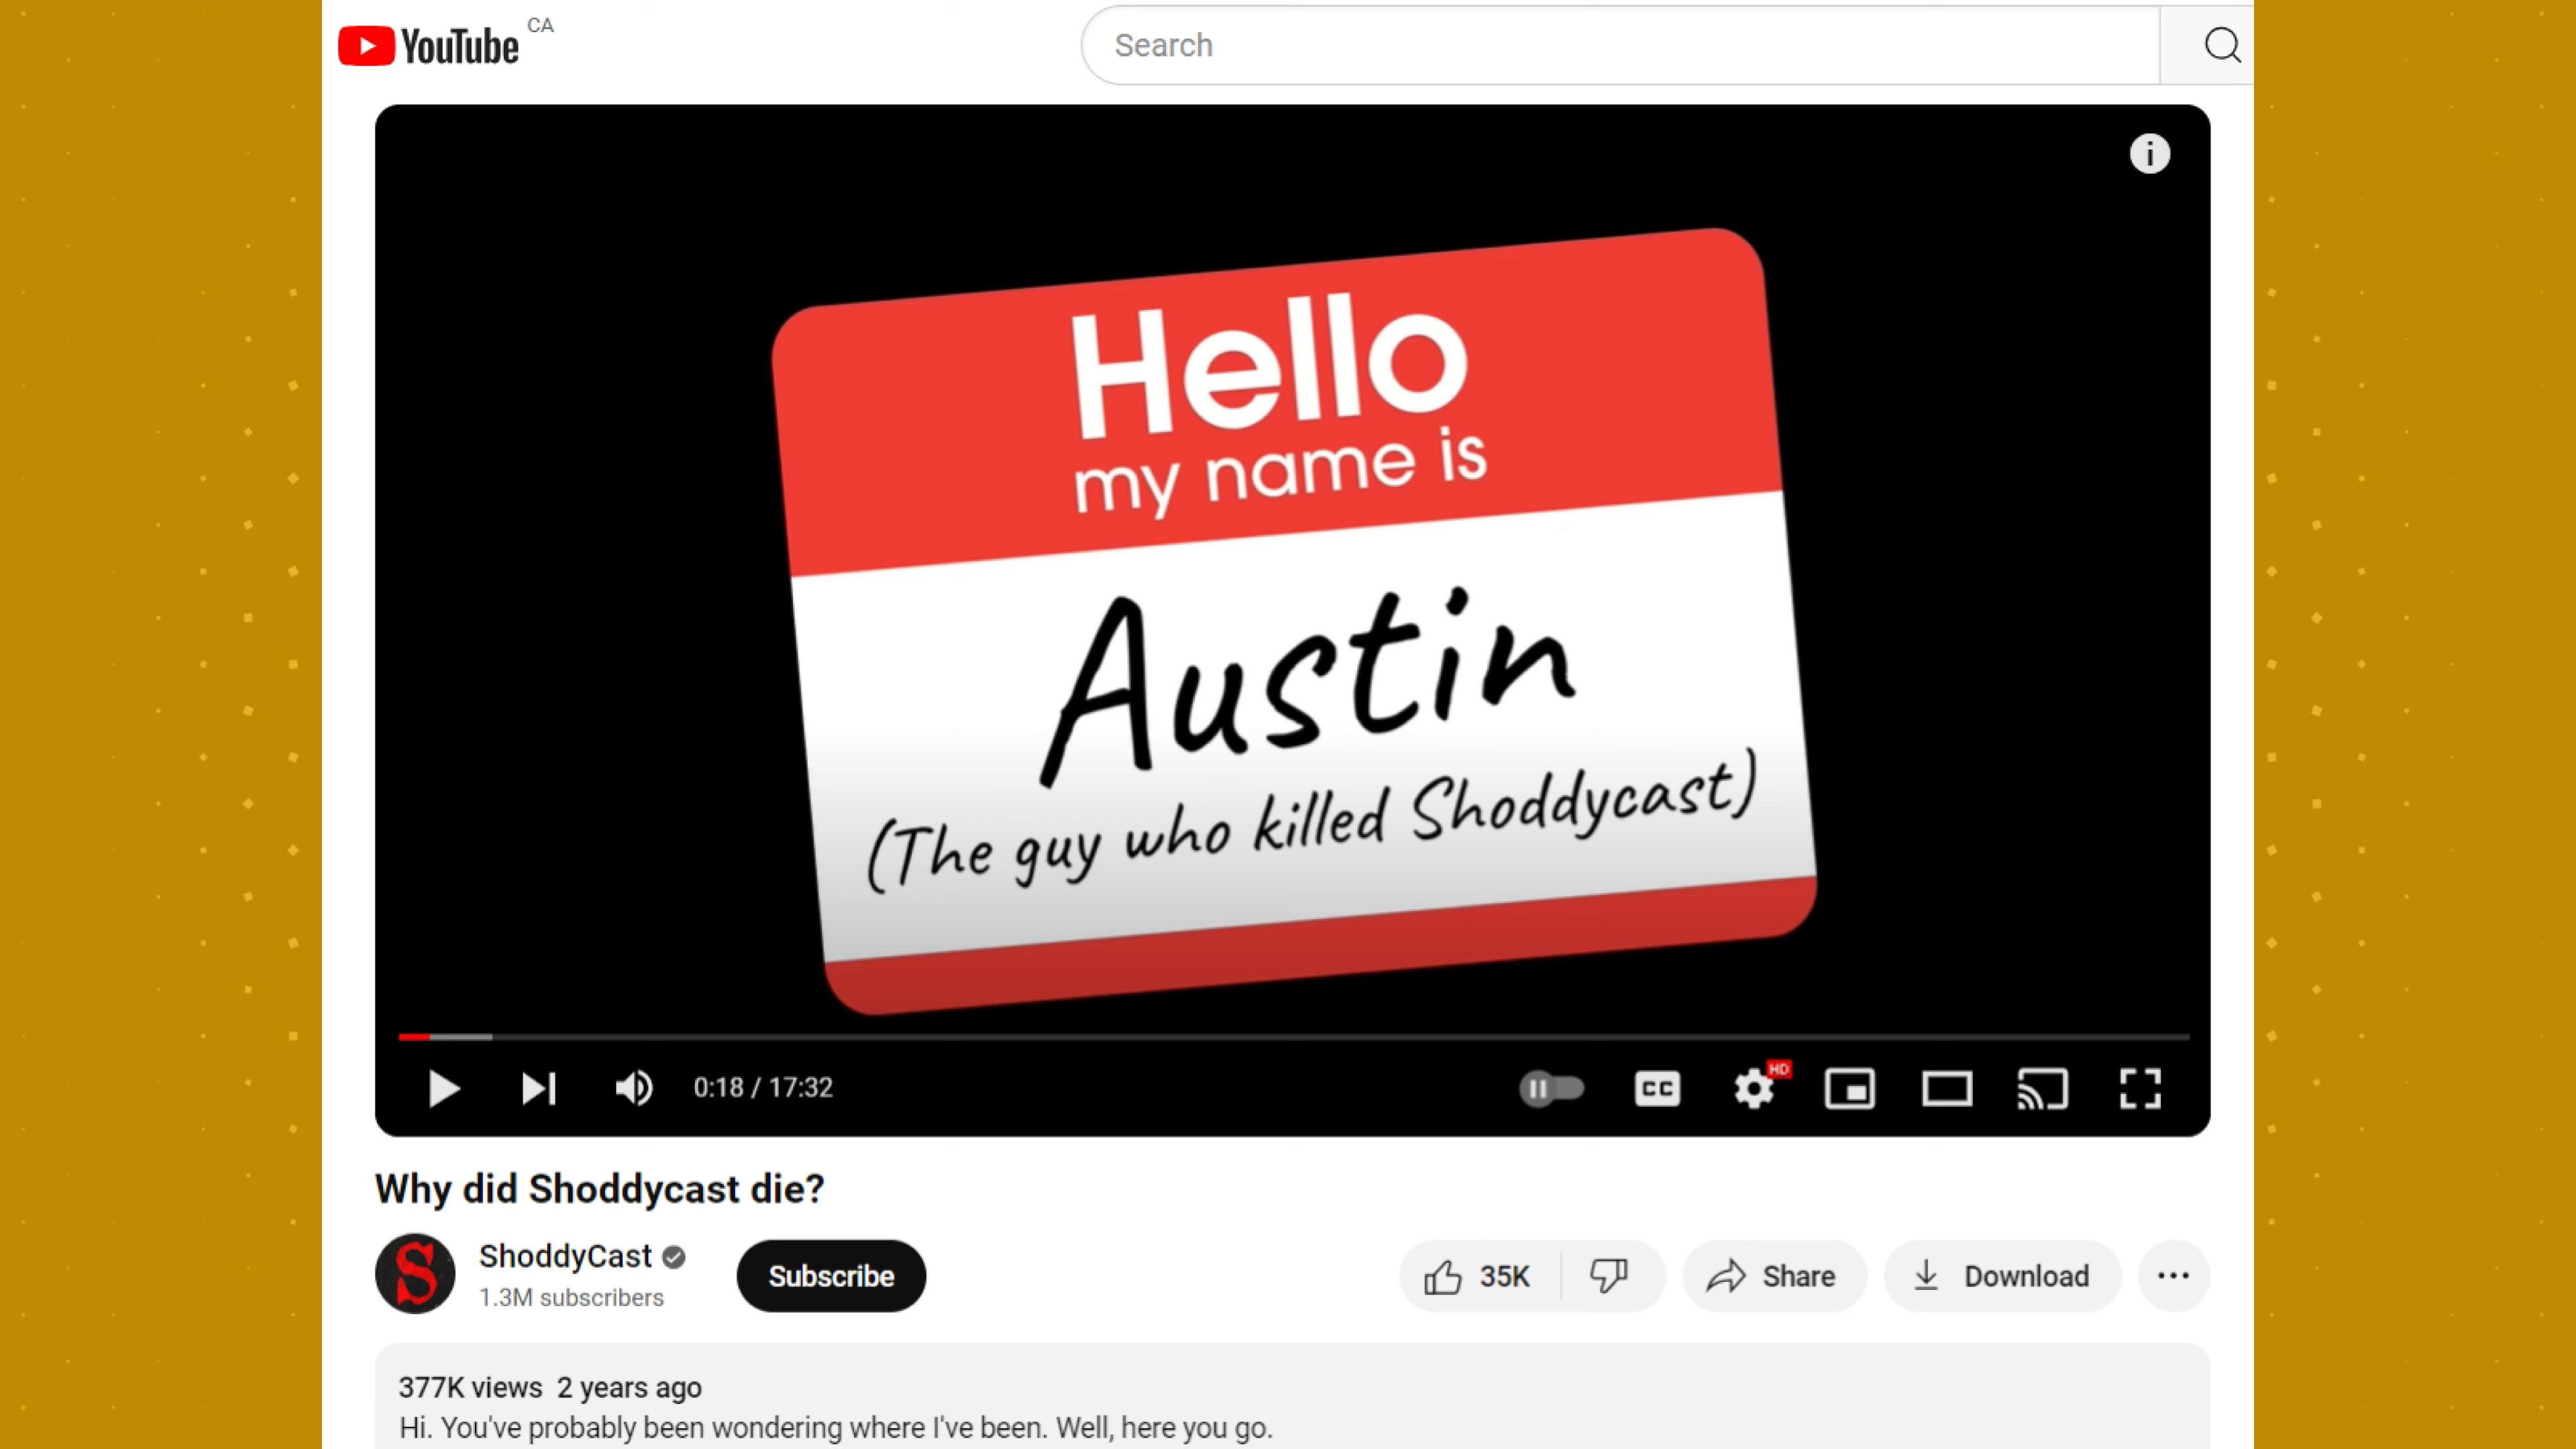 YouTube CA
Search
i
Hello
my name is
Austin
(The guy who killed Shoddycast)
0:18 / 17:32
CC
HD
Why did Shoddycast die?
S
ShoddyCast
1.3M subscribers
Subscribe
35K
Share
Download
377K views 2 years ago
Hi. You've probably been wondering where I've been. Well, here you go.